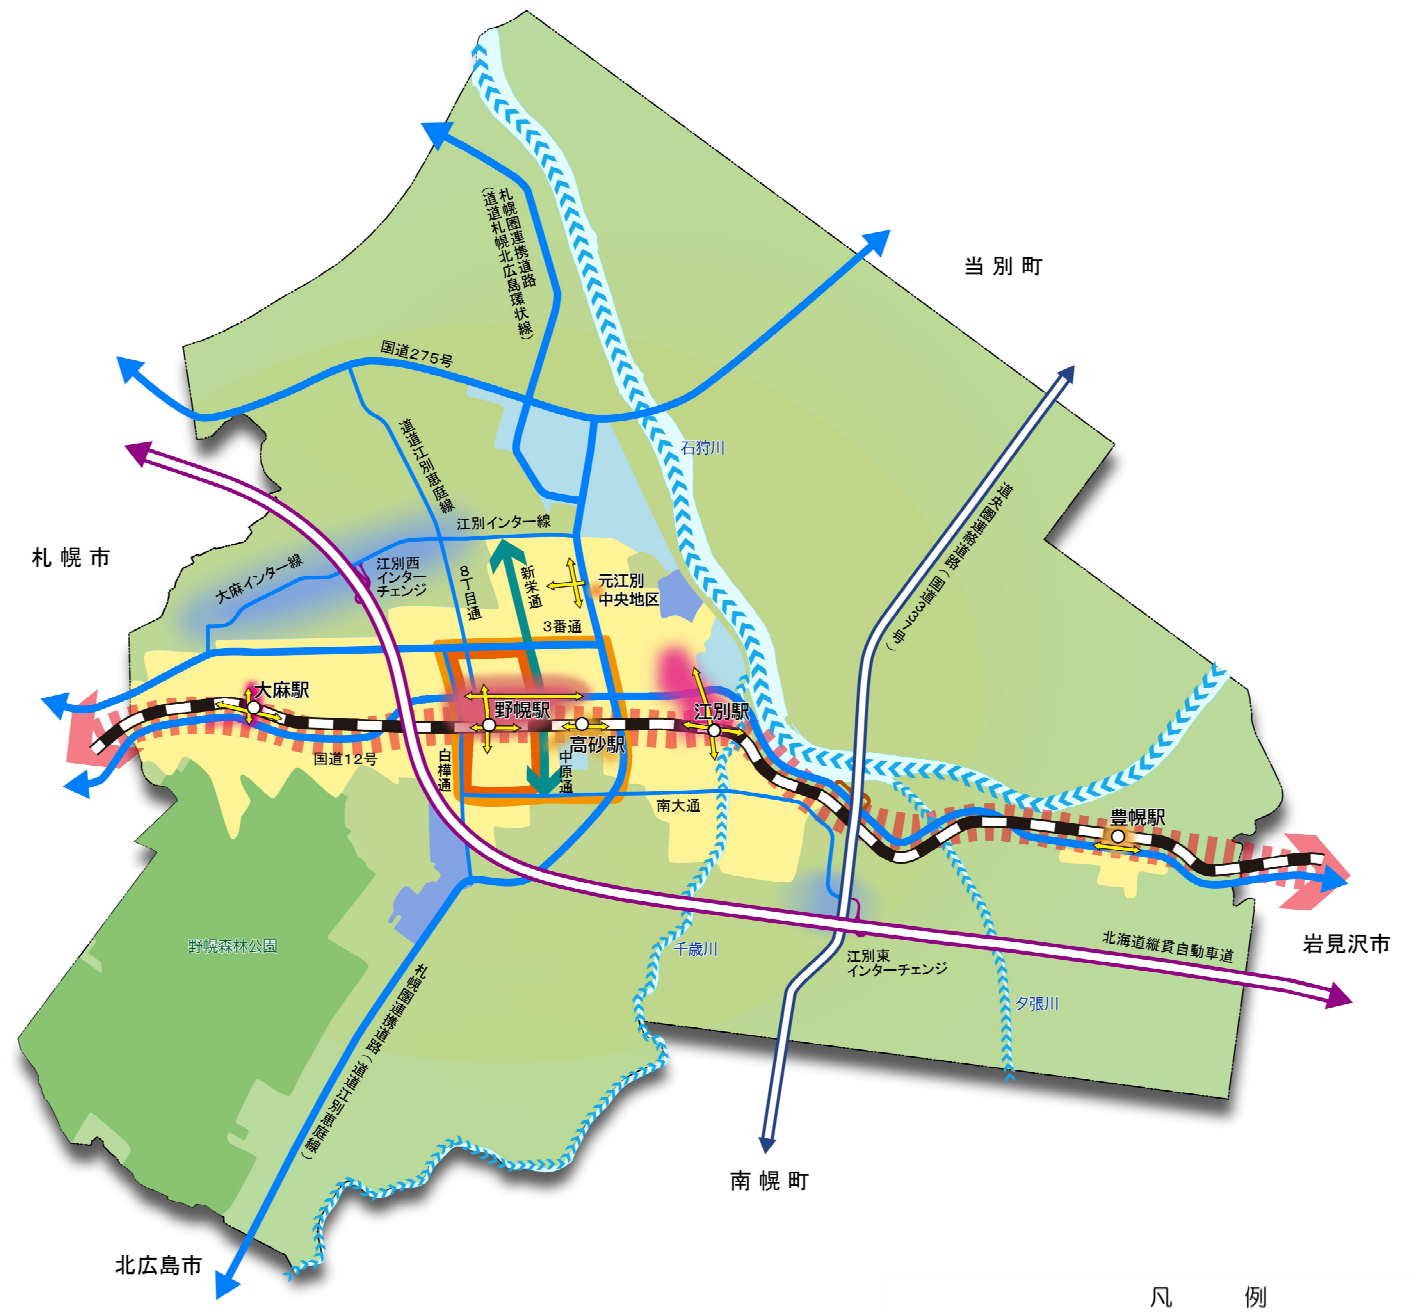 札幌圏連携道路
(道道札幌北広島環状線)
当別町
国道275号
道道江別恵庭線
石狩川
道央圏連絡道路(国道337号)
江別インター線
札幌市
大麻インター線
江別西
インター
チェンジ
8丁目通
新栄通
元江別
中央地区
3番通
大麻駅
野幌駅
高砂駅
江別駅
国道12号
白樺通
中原通
南大通
豊幌駅
野幌森林公園
千歳川
江別東
インターチェンジ
北海道縦貫自動車道
岩見沢市
夕張川
札幌圏連携道路(道道江別恵庭線)
南幌町
北広島市
凡例